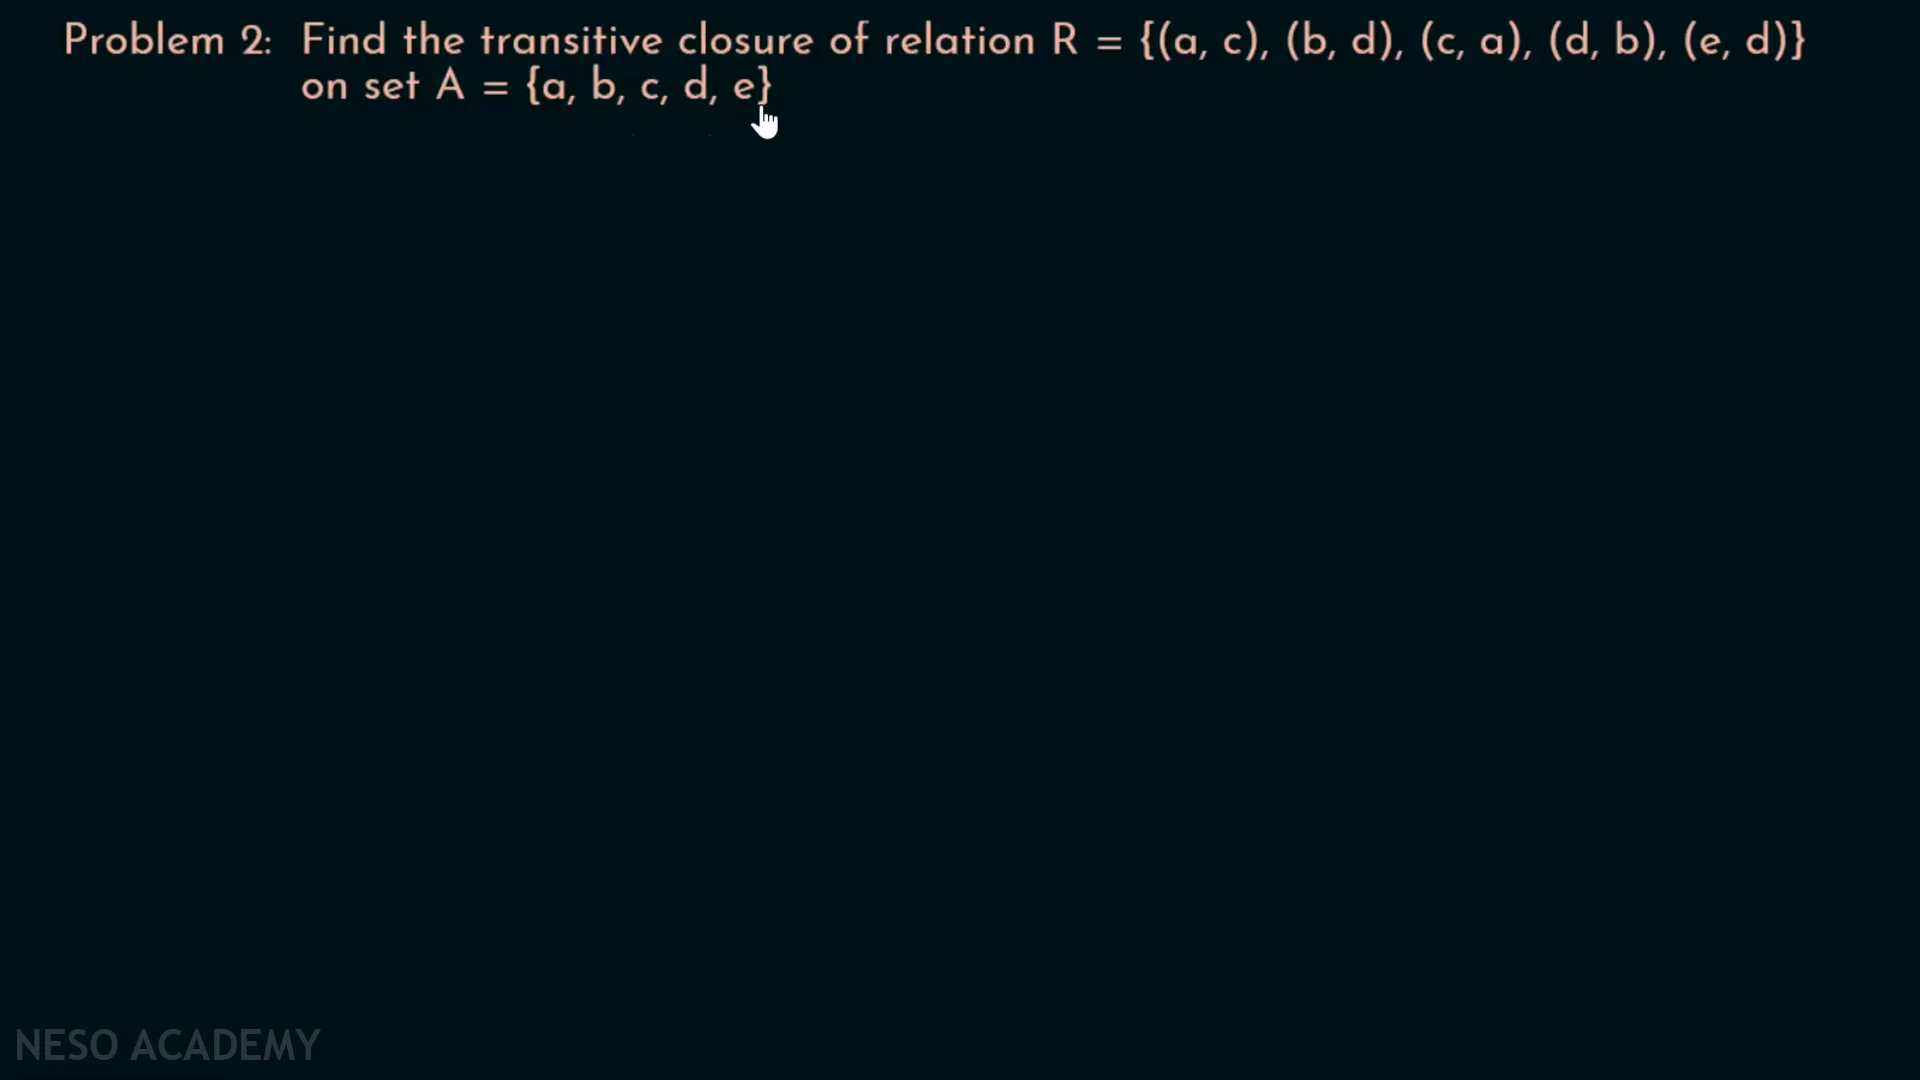 Problem 2: Find the transitive closure of relation R = {(a, c), (b, d), (c, a), (d, b), (e, d)}
on set A = {a, b, c, d, e}
NESO ACADEMY